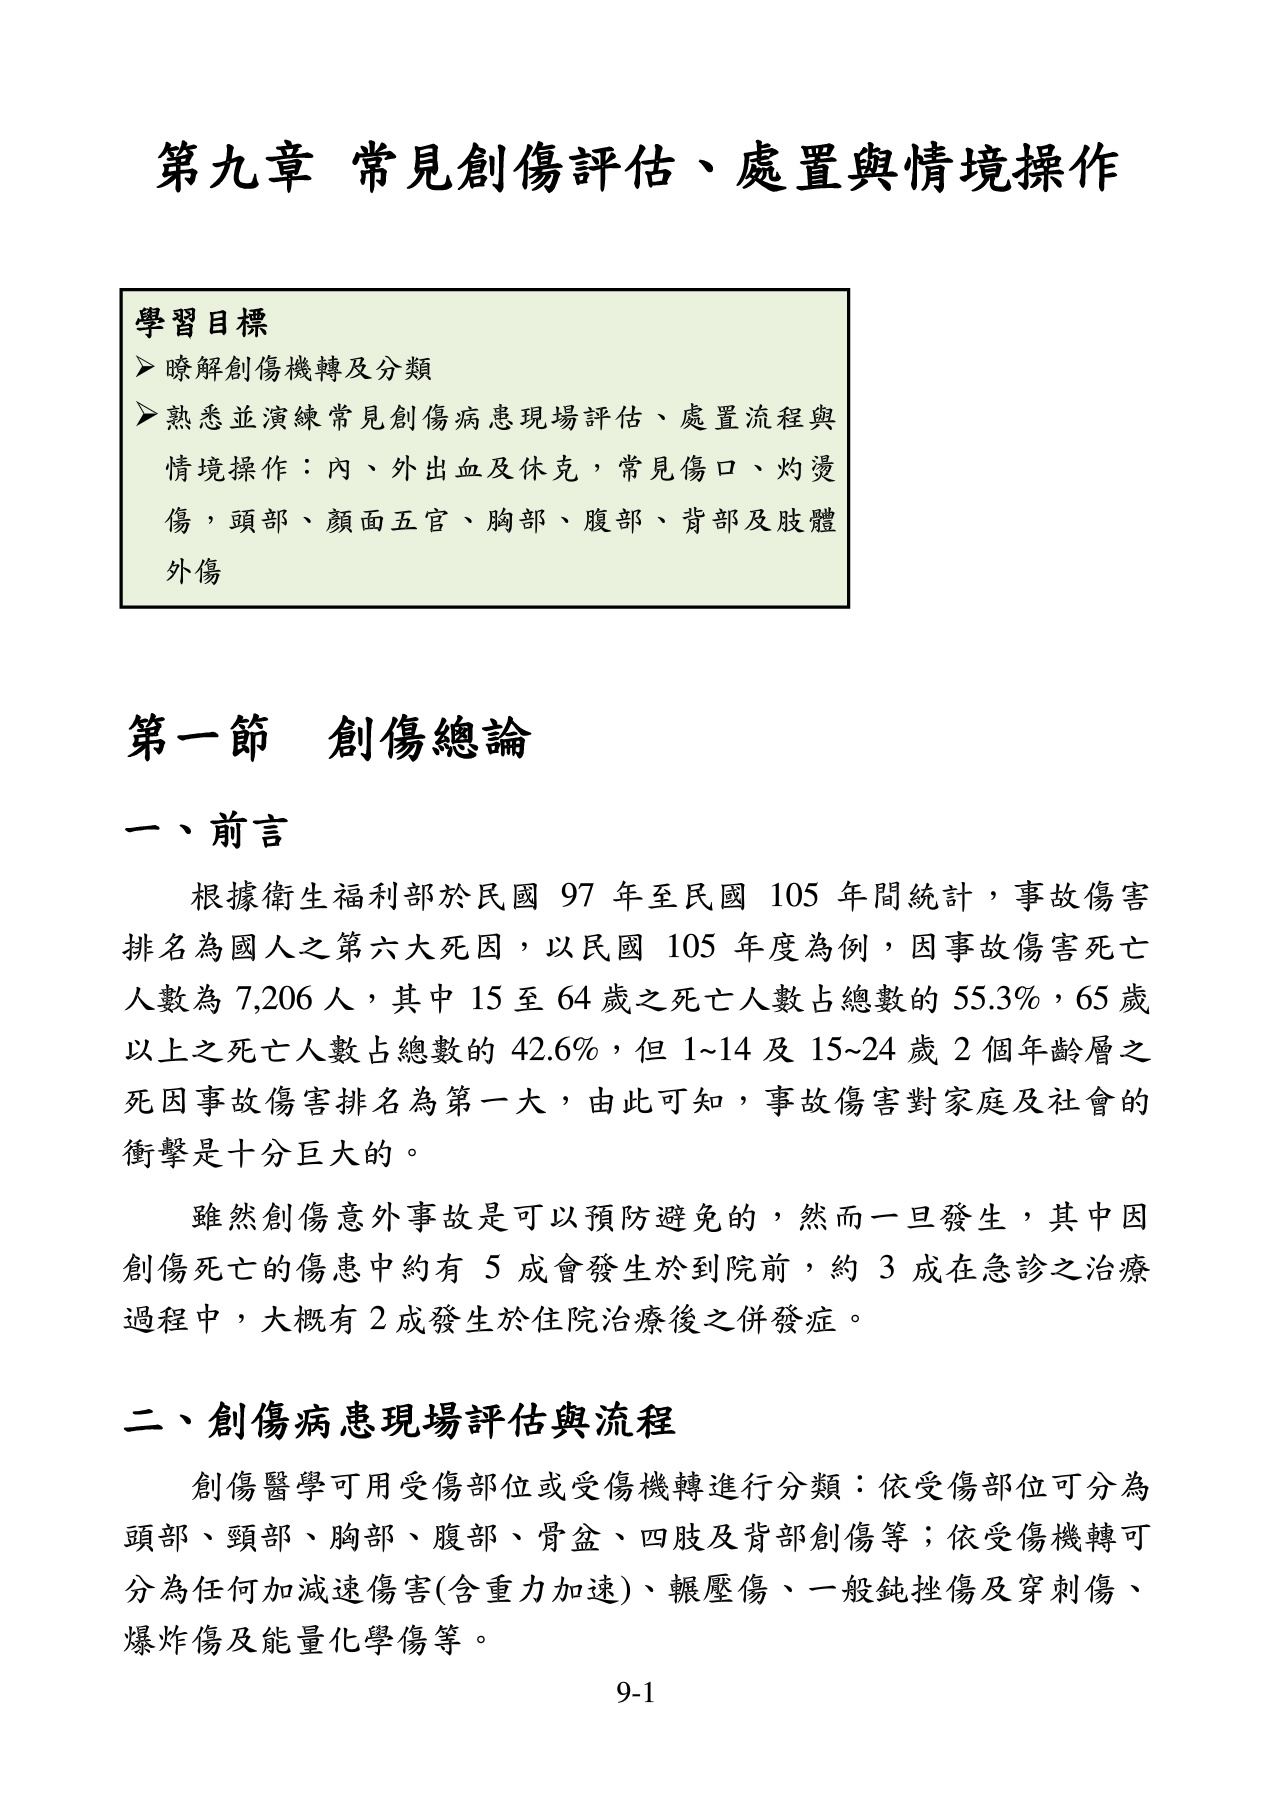 第九章 常見創傷評估、處置與情境操作
學習目標
➢ 暸解創傷機轉及分類
➢ 熟悉並演練常見創傷病患現場評估、處置流程與
情境操作：內、外出血及休克，常見傷口、灼燙
傷，頭部、顏面五官、胸部、腹部、背部及肢體
外傷
第一節　創傷總論
一、前言
根據衛生福利部於民國 97 年至民國 105 年間統計，事故傷害
排名為國人之第六大死因，以民國 105 年度為例，因事故傷害死亡
人數為 7,206 人，其中 15 至 64 歲之死亡人數占總數的 55.3%，65 歲
以上之死亡人數占總數的 42.6%，但 1~14 及 15~24 歲 2 個年齡層之
死因事故傷害排名為第一大，由此可知，事故傷害對家庭及社會的
衝擊是十分巨大的。
雖然創傷意外事故是可以預防避免的，然而一旦發生，其中因
創傷死亡的傷患中約有 5 成會發生於到院前，約 3 成在急診之治療
過程中，大概有 2 成發生於住院治療後之併發症。
二、創傷病患現場評估與流程
創傷醫學可用受傷部位或受傷機轉進行分類：依受傷部位可分為
頭部、頸部、胸部、腹部、骨盆、四肢及背部創傷等；依受傷機轉可
分為任何加減速傷害(含重力加速)、輾壓傷、一般鈍挫傷及穿刺傷、
爆炸傷及能量化學傷等。
9-1